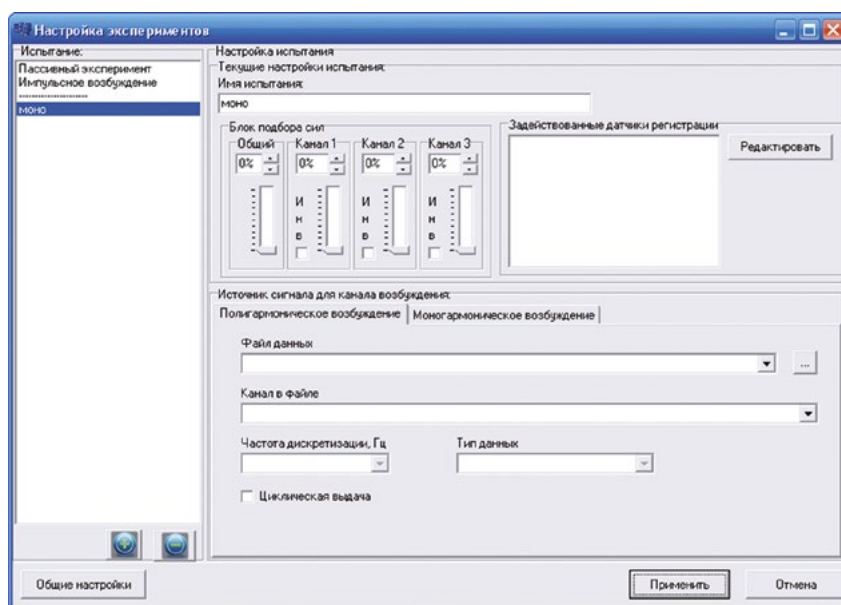 Настройка экспериментов
Испытание:
Пассивный эксперимент
Импульсное возбуждение
--------------------
моно
Настройка испытания
Текущие настройки испытания:
Имя испытания:
моно
Блок подбора сил
Общий Канал 1 Канал 2 Канал 3
0% 0% 0% 0%
И И И
н н н
в в в
Задействованные датчики регистрации
Редактировать
Источник сигнала для канала возбуждения:
Полигармоническое возбуждение Моногармоническое возбуждение
Файл данных
...
Канал в файле
Частота дискретизации, Гц Тип данных
Циклическая выдача
Общие настройки Применить Отмена